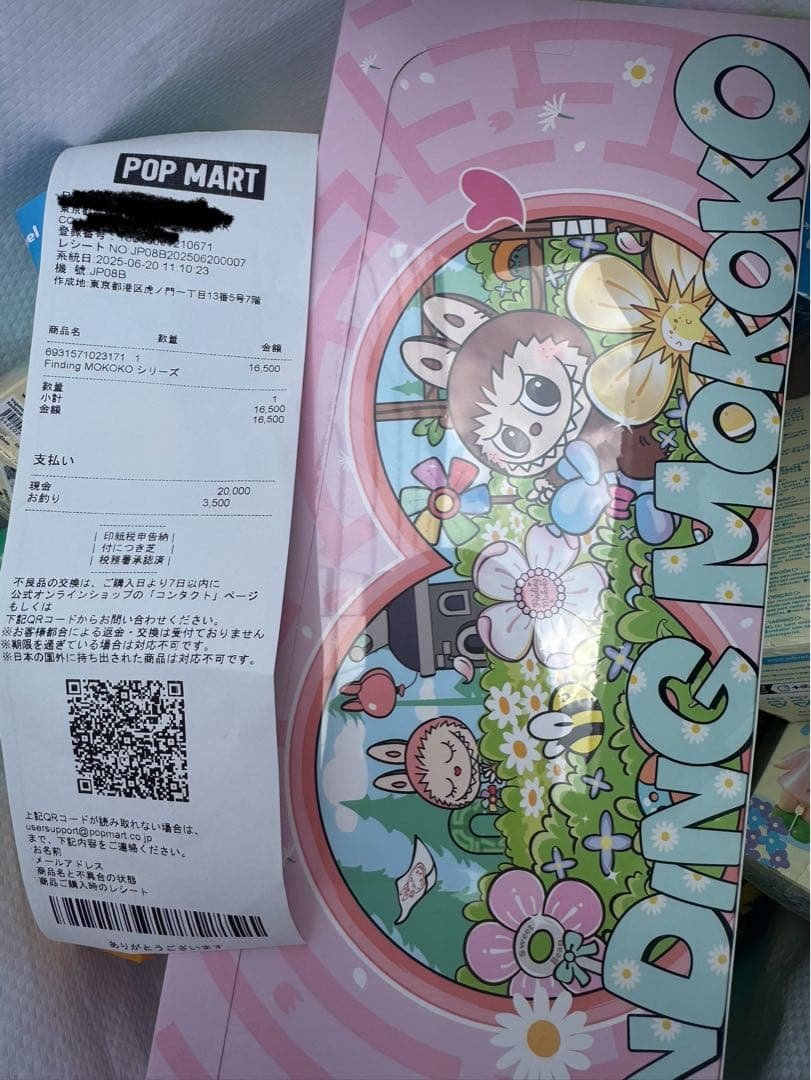 POP MART
登録番号
10671
レシート NO.JP08B202506200007
系統日:2025-06-20 11:10:23
機 號:JP08B
作成地:東京都港区虎ノ門一丁目13番5号7階
商品名 数量 金額
6931571023171 1 16,500
Finding MOKOKO シリーズ
数量 1
小計 16,500
金額 16,500
支払い
現金 20,000
お釣り 3,500
印紙税申告納
付につき芝
税務署承認済
不良品の交換は、ご購入日より7日以内に
公式オンラインショップの「コンタクト」ページ
もしくは
下記QRコードからお問い合わせください。
※お客様都合による返金・交換は受付ておりません
※期限を過ぎている場合は対応不可です。
※日本の国外に持ち出された商品は対応不可です。
上記QRコードが読み取れない場合は、
usersupport@popmart.co.jp
まで、下記内容をご連絡ください。
·お名前
·メールアドレス
·商品名と不具合の状態
·商品ご購入時のレシート
ありがとうございます
NDING MOKOKO
Sweet Bean